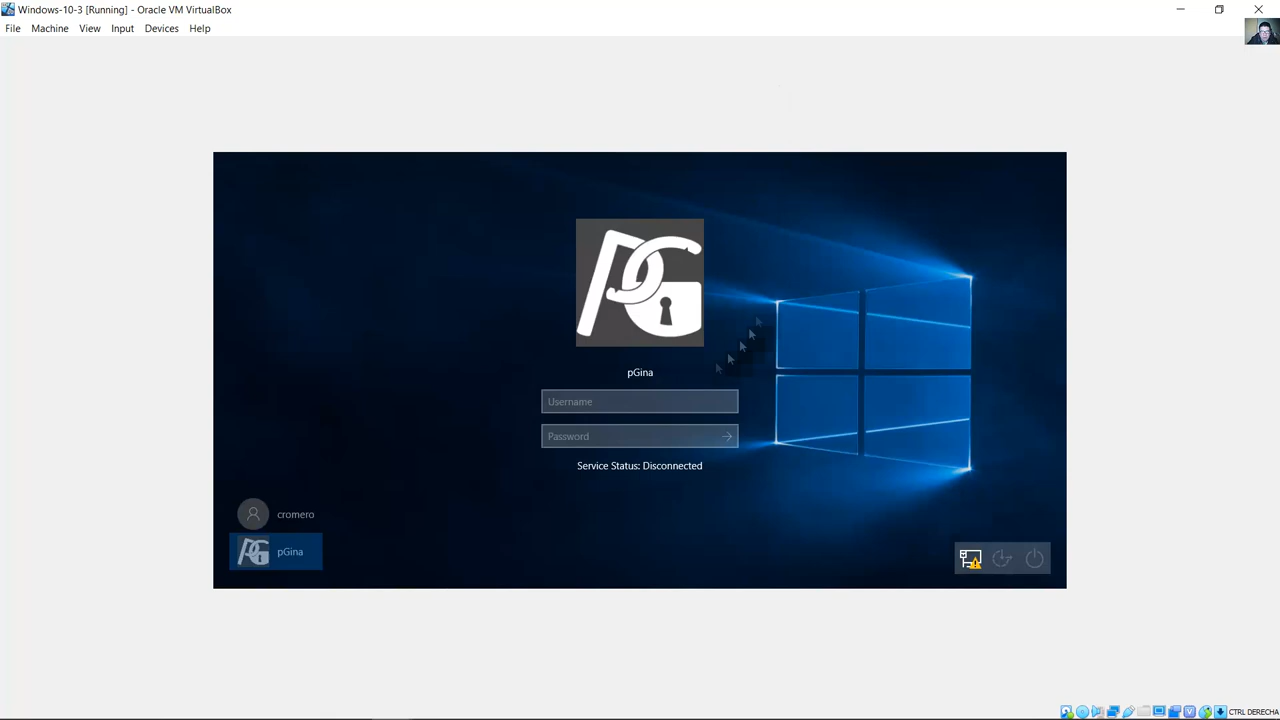 Windows-10-3 [Running] - Oracle VM VirtualBox
File Machine View Input Devices Help
pGina
Username
Password
Service Status: Disconnected
cromero
pGina
CTRL DERECHA